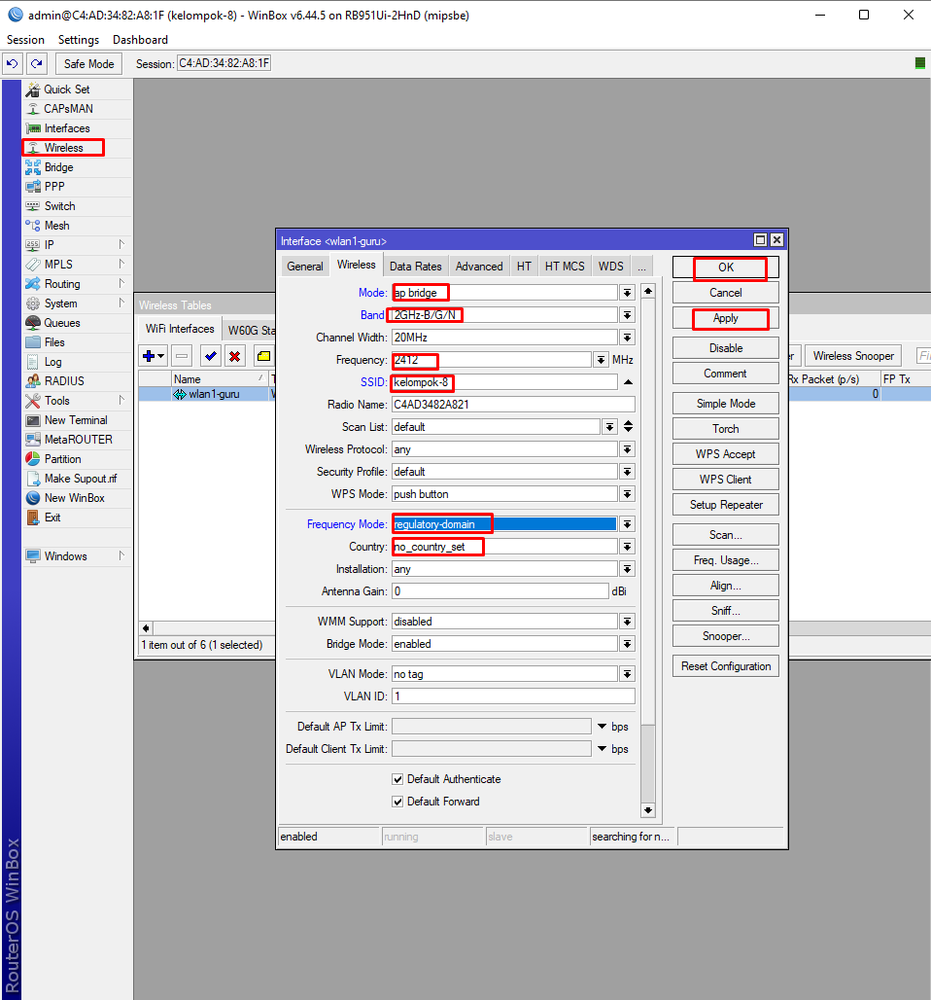 admin@C4:AD:34:82:A8:1F (kelompok-8) - WinBox v6.44.5 on RB951Ui-2HnD (mipsbe)
Session Settings Dashboard
Safe Mode Session: C4:AD:34:82:A8:1F
Quick Set
CAPsMAN
Interfaces
Wireless
Bridge
PPP
Switch
Mesh
IP
MPLS
Routing
System
Queues
Files
Log
RADIUS
Tools
New Terminal
MetaROUTER
Partition
Make Supout.rif
New WinBox
Exit
Windows
RouterOS WinBox
Wireless Tables
WiFi Interfaces W60G Sta
Wireless Snooper
Name
Rx Packet (p/s) FP Tx
wlan1-guru
0
1 item out of 6 (1 selected)
Interface <wlan1-guru>
General Wireless Data Rates Advanced HT HT MCS WDS ...
Mode: ap bridge
Band: 2GHz-B/G/N
Channel Width: 20MHz
Frequency: 2412 MHz
SSID: kelompok-8
Radio Name: C4AD3482A821
Scan List: default
Wireless Protocol: any
Security Profile: default
WPS Mode: push button
Frequency Mode: regulatory-domain
Country: no_country_set
Installation: any
Antenna Gain: 0 dBi
WMM Support: disabled
Bridge Mode: enabled
VLAN Mode: no tag
VLAN ID: 1
Default AP Tx Limit: bps
Default Client Tx Limit: bps
Default Authenticate
Default Forward
OK
Cancel
Apply
Disable
Comment
Simple Mode
Torch
WPS Accept
WPS Client
Setup Repeater
Scan...
Freq. Usage...
Align...
Sniff...
Snooper...
Reset Configuration
enabled running slave searching for n...